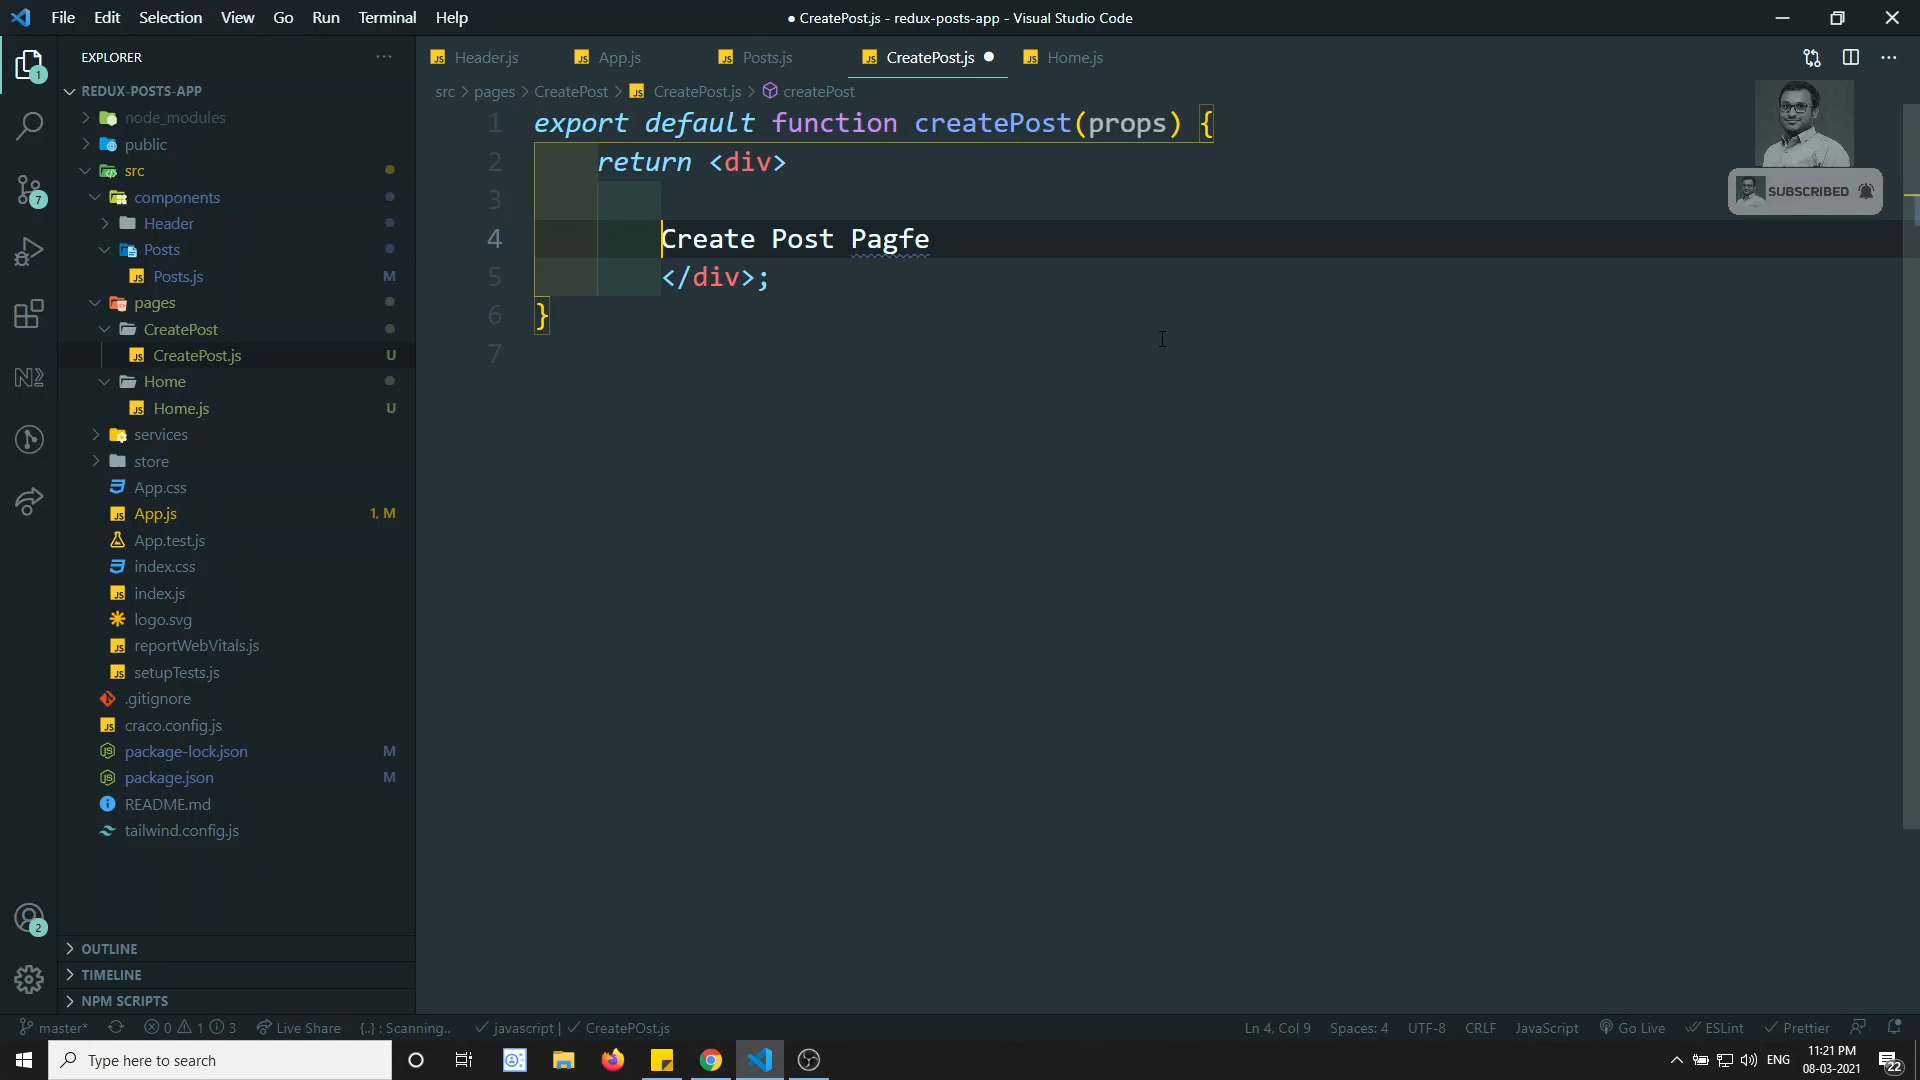 File Edit Selection View Go Run Terminal Help
● CreatePost.js - redux-posts-app - Visual Studio Code
EXPLORER
REDUX-POSTS-APP
node_modules
public
src
components
Header
Posts
Posts.js M
pages
CreatePost
CreatePost.js U
Home
Home.js U
services
store
App.css
App.js 1, M
App.test.js
index.css
index.js
logo.svg
reportWebVitals.js
setupTests.js
.gitignore
craco.config.js
package-lock.json M
package.json M
README.md
tailwind.config.js
OUTLINE
TIMELINE
NPM SCRIPTS
1
7
2
Header.js App.js Posts.js CreatePost.js Home.js
src > pages > CreatePost > JS CreatePost.js > createPost
1 export default function createPost(props) {
2 return <div>
3
4 Create Post Pagfe
5 </div>;
6 }
7
SUBSCRIBED
master* 0 1 3 Live Share {..} : Scanning.. javascript | CreatePOst.js
Ln 4, Col 9 Spaces: 4 UTF-8 CRLF JavaScript Go Live ESLint Prettier
Type here to search
ENG
11:21 PM
08-03-2021
22